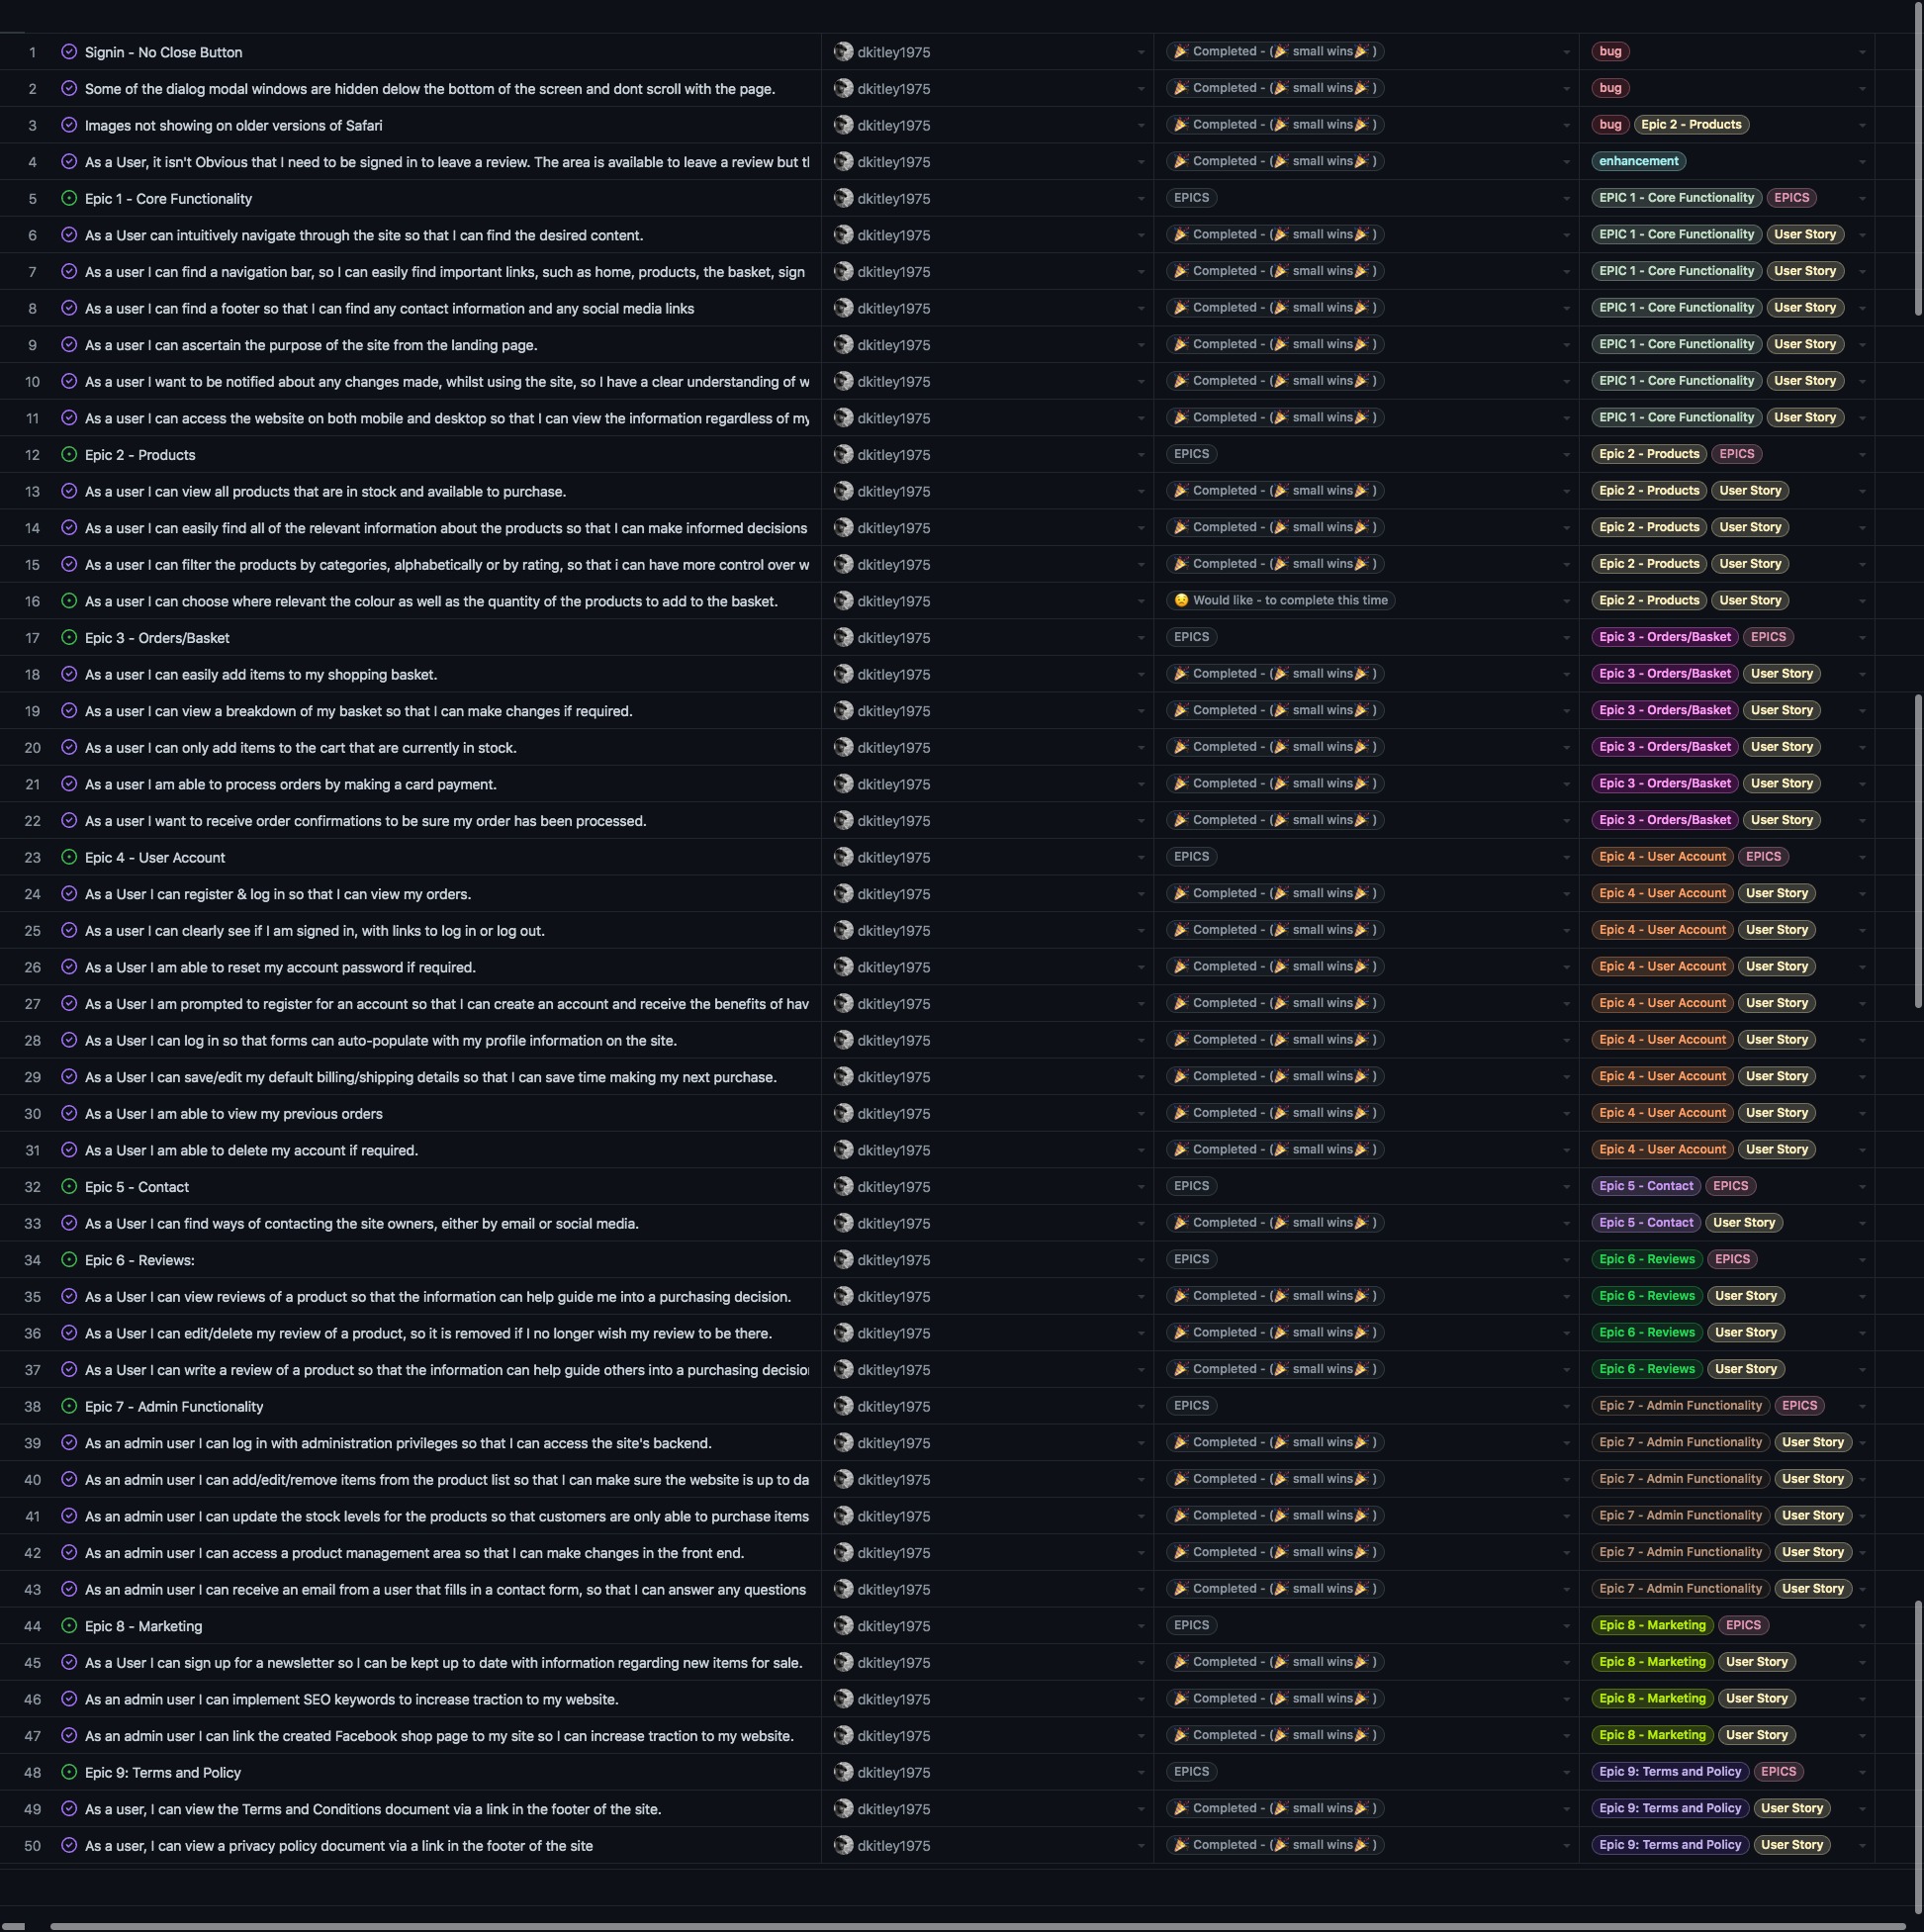 1 Signin - No Close Button dkitley1975 🎉 Completed - (🎉 small wins🎉 ) bug
2 Some of the dialog modal windows are hidden delow the bottom of the screen and dont scroll with the page. dkitley1975 🎉 Completed - (🎉 small wins🎉 ) bug
3 Images not showing on older versions of Safari dkitley1975 🎉 Completed - (🎉 small wins🎉 ) bug Epic 2 - Products
4 As a User, it isn't Obvious that I need to be signed in to leave a review. The area is available to leave a review but dkitley1975 🎉 Completed - (🎉 small wins🎉 ) enhancement
5 Epic 1 - Core Functionality dkitley1975 EPICS EPIC 1 - Core Functionality EPICS
6 As a User can intuitively navigate through the site so that I can find the desired content. dkitley1975 🎉 Completed - (🎉 small wins🎉 ) EPIC 1 - Core Functionality User Story
7 As a user I can find a navigation bar, so I can easily find important links, such as home, products, the basket, sign dkitley1975 🎉 Completed - (🎉 small wins🎉 ) EPIC 1 - Core Functionality User Story
8 As a user I can find a footer so that I can find any contact information and any social media links dkitley1975 🎉 Completed - (🎉 small wins🎉 ) EPIC 1 - Core Functionality User Story
9 As a user I can ascertain the purpose of the site from the landing page. dkitley1975 🎉 Completed - (🎉 small wins🎉 ) EPIC 1 - Core Functionality User Story
10 As a user I want to be notified about any changes made, whilst using the site, so I have a clear understanding of w dkitley1975 🎉 Completed - (🎉 small wins🎉 ) EPIC 1 - Core Functionality User Story
11 As a user I can access the website on both mobile and desktop so that I can view the information regardless of my dkitley1975 🎉 Completed - (🎉 small wins🎉 ) EPIC 1 - Core Functionality User Story
12 Epic 2 - Products dkitley1975 EPICS Epic 2 - Products EPICS
13 As a user I can view all products that are in stock and available to purchase. dkitley1975 🎉 Completed - (🎉 small wins🎉 ) Epic 2 - Products User Story
14 As a user I can easily find all of the relevant information about the products so that I can make informed decisions dkitley1975 🎉 Completed - (🎉 small wins🎉 ) Epic 2 - Products User Story
15 As a user I can filter the products by categories, alphabetically or by rating, so that i can have more control over w dkitley1975 🎉 Completed - (🎉 small wins🎉 ) Epic 2 - Products User Story
16 As a user I can choose where relevant the colour as well as the quantity of the products to add to the basket. dkitley1975 😣 Would like - to complete this time Epic 2 - Products User Story
17 Epic 3 - Orders/Basket dkitley1975 EPICS Epic 3 - Orders/Basket EPICS
18 As a user I can easily add items to my shopping basket. dkitley1975 🎉 Completed - (🎉 small wins🎉 ) Epic 3 - Orders/Basket User Story
19 As a user I can view a breakdown of my basket so that I can make changes if required. dkitley1975 🎉 Completed - (🎉 small wins🎉 ) Epic 3 - Orders/Basket User Story
20 As a user I can only add items to the cart that are currently in stock. dkitley1975 🎉 Completed - (🎉 small wins🎉 ) Epic 3 - Orders/Basket User Story
21 As a user I am able to process orders by making a card payment. dkitley1975 🎉 Completed - (🎉 small wins🎉 ) Epic 3 - Orders/Basket User Story
22 As a user I want to receive order confirmations to be sure my order has been processed. dkitley1975 🎉 Completed - (🎉 small wins🎉 ) Epic 3 - Orders/Basket User Story
23 Epic 4 - User Account dkitley1975 EPICS Epic 4 - User Account EPICS
24 As a User I can register & log in so that I can view my orders. dkitley1975 🎉 Completed - (🎉 small wins🎉 ) Epic 4 - User Account User Story
25 As a user I can clearly see if I am signed in, with links to log in or log out. dkitley1975 🎉 Completed - (🎉 small wins🎉 ) Epic 4 - User Account User Story
26 As a User I am able to reset my account password if required. dkitley1975 🎉 Completed - (🎉 small wins🎉 ) Epic 4 - User Account User Story
27 As a User I am prompted to register for an account so that I can create an account and receive the benefits of hav dkitley1975 🎉 Completed - (🎉 small wins🎉 ) Epic 4 - User Account User Story
28 As a User I can log in so that forms can auto-populate with my profile information on the site. dkitley1975 🎉 Completed - (🎉 small wins🎉 ) Epic 4 - User Account User Story
29 As a User I can save/edit my default billing/shipping details so that I can save time making my next purchase. dkitley1975 🎉 Completed - (🎉 small wins🎉 ) Epic 4 - User Account User Story
30 As a User I am able to view my previous orders dkitley1975 🎉 Completed - (🎉 small wins🎉 ) Epic 4 - User Account User Story
31 As a User I am able to delete my account if required. dkitley1975 🎉 Completed - (🎉 small wins🎉 ) Epic 4 - User Account User Story
32 Epic 5 - Contact dkitley1975 EPICS Epic 5 - Contact EPICS
33 As a User I can find ways of contacting the site owners, either by email or social media. dkitley1975 🎉 Completed - (🎉 small wins🎉 ) Epic 5 - Contact User Story
34 Epic 6 - Reviews: dkitley1975 EPICS Epic 6 - Reviews EPICS
35 As a User I can view reviews of a product so that the information can help guide me into a purchasing decision. dkitley1975 🎉 Completed - (🎉 small wins🎉 ) Epic 6 - Reviews User Story
36 As a User I can edit/delete my review of a product, so it is removed if I no longer wish my review to be there. dkitley1975 🎉 Completed - (🎉 small wins🎉 ) Epic 6 - Reviews User Story
37 As a User I can write a review of a product so that the information can help guide others into a purchasing decisio dkitley1975 🎉 Completed - (🎉 small wins🎉 ) Epic 6 - Reviews User Story
38 Epic 7 - Admin Functionality dkitley1975 EPICS Epic 7 - Admin Functionality EPICS
39 As an admin user I can log in with administration privileges so that I can access the site's backend. dkitley1975 🎉 Completed - (🎉 small wins🎉 ) Epic 7 - Admin Functionality User Story
40 As an admin user I can add/edit/remove items from the product list so that I can make sure the website is up to da dkitley1975 🎉 Completed - (🎉 small wins🎉 ) Epic 7 - Admin Functionality User Story
41 As an admin user I can update the stock levels for the products so that customers are only able to purchase items dkitley1975 🎉 Completed - (🎉 small wins🎉 ) Epic 7 - Admin Functionality User Story
42 As an admin user I can access a product management area so that I can make changes in the front end. dkitley1975 🎉 Completed - (🎉 small wins🎉 ) Epic 7 - Admin Functionality User Story
43 As an admin user I can receive an email from a user that fills in a contact form, so that I can answer any questions dkitley1975 🎉 Completed - (🎉 small wins🎉 ) Epic 7 - Admin Functionality User Story
44 Epic 8 - Marketing dkitley1975 EPICS Epic 8 - Marketing EPICS
45 As a User I can sign up for a newsletter so I can be kept up to date with information regarding new items for sale. dkitley1975 🎉 Completed - (🎉 small wins🎉 ) Epic 8 - Marketing User Story
46 As an admin user I can implement SEO keywords to increase traction to my website. dkitley1975 🎉 Completed - (🎉 small wins🎉 ) Epic 8 - Marketing User Story
47 As an admin user I can link the created Facebook shop page to my site so I can increase traction to my website. dkitley1975 🎉 Completed - (🎉 small wins🎉 ) Epic 8 - Marketing User Story
48 Epic 9: Terms and Policy dkitley1975 EPICS Epic 9: Terms and Policy EPICS
49 As a user, I can view the Terms and Conditions document via a link in the footer of the site. dkitley1975 🎉 Completed - (🎉 small wins🎉 ) Epic 9: Terms and Policy User Story
50 As a user, I can view a privacy policy document via a link in the footer of the site dkitley1975 🎉 Completed - (🎉 small wins🎉 ) Epic 9: Terms and Policy User Story